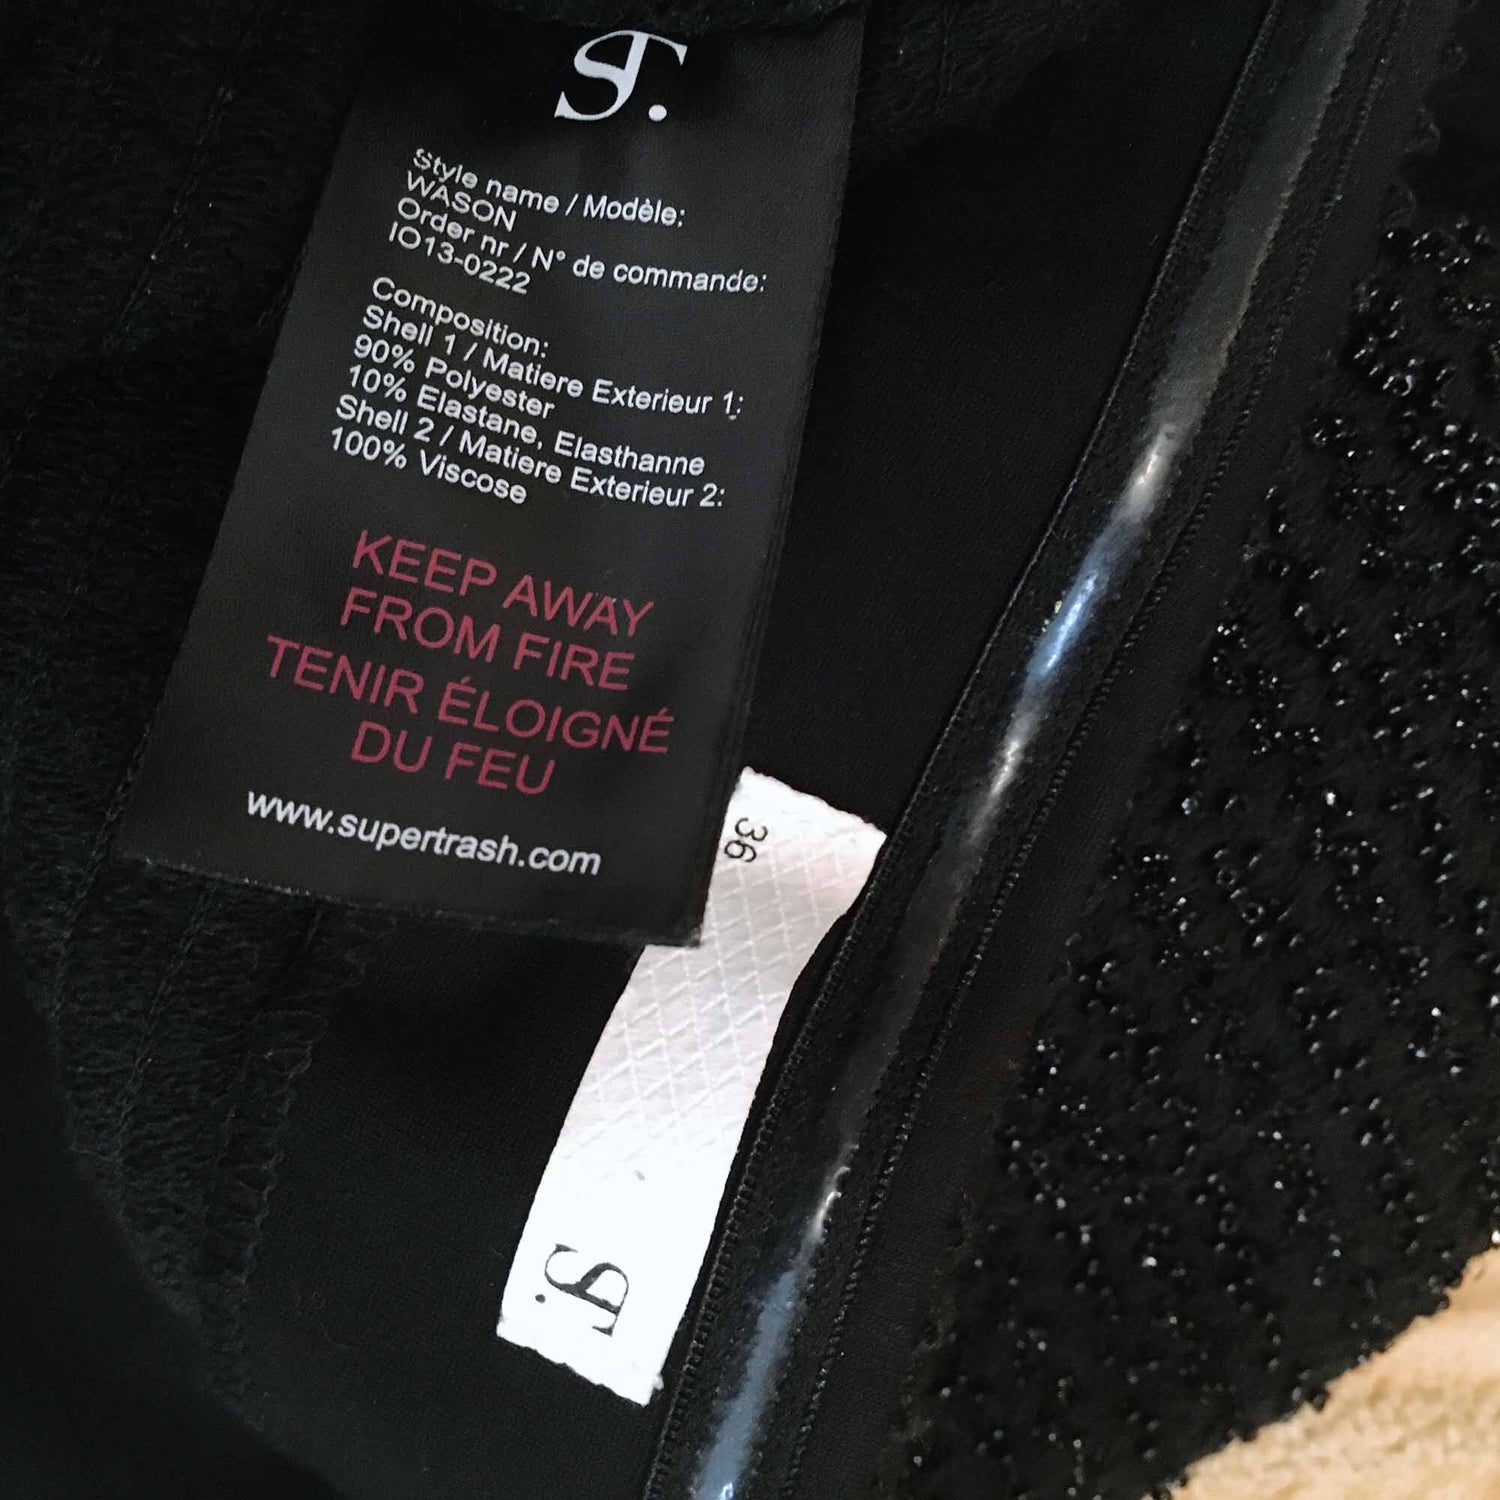 ST.
Style name / Modèle:
WASON
Order nr / N° de commande:
IO13-0222
Composition:
Shell 1 / Matiere Exterieur 1:
90% Polyester
10% Elastane, Elasthanne
Shell 2 / Matiere Exterieur 2:
100% Viscose
KEEP AWAY
FROM FIRE
TENIR ÉLOIGNÉ
DU FEU
www.supertrash.com
36
ST.